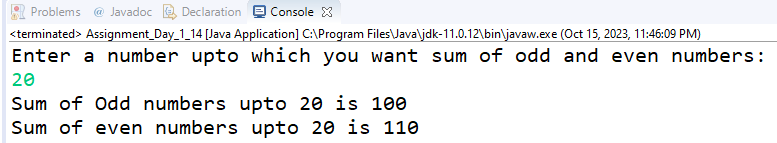 Problems Javadoc Declaration Console
<terminated> Assignment_Day_1_14 [Java Application] C:\Program Files\Java\jdk-11.0.12\bin\javaw.exe (Oct 15, 2023, 11:46:09 PM)
Enter a number upto which you want sum of odd and even numbers:
20
Sum of Odd numbers upto 20 is 100
Sum of even numbers upto 20 is 110